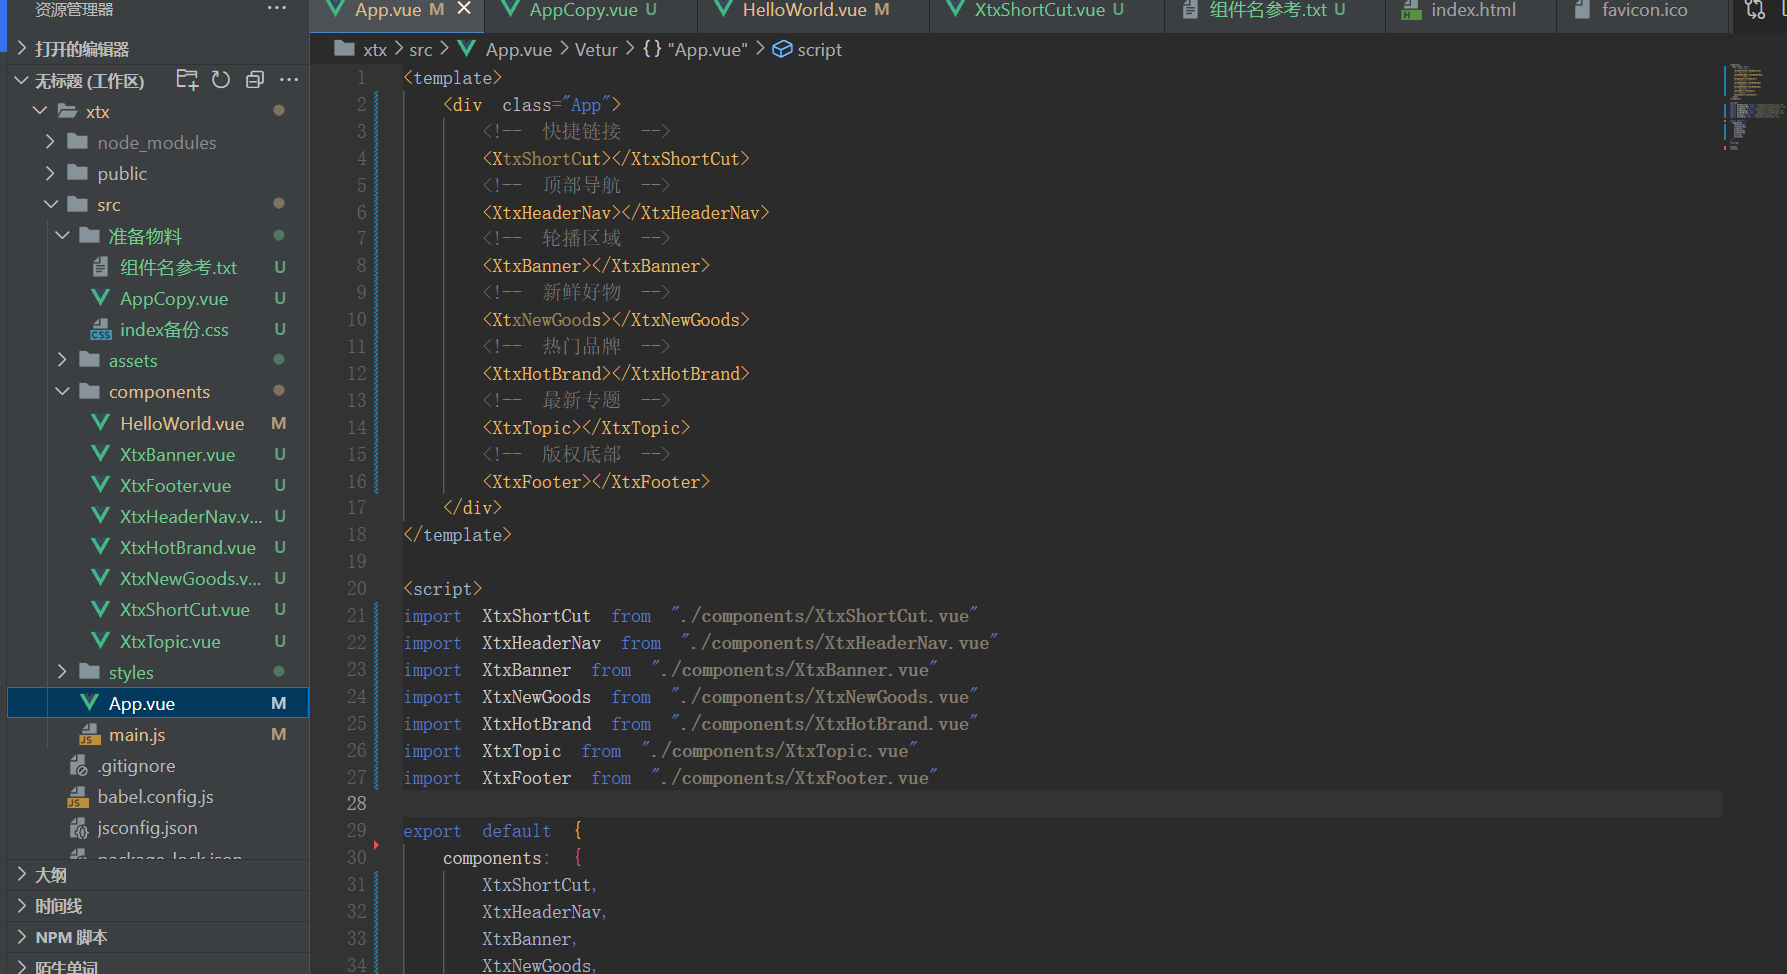 资源管理器
打开的编辑器
无标题 (工作区)
xtx
node_modules
public
src
准备物料
组件名参考.txt U
AppCopy.vue U
index备份.css U
assets
components
HelloWorld.vue M
XtxBanner.vue U
XtxFooter.vue U
XtxHeaderNav.v... U
XtxHotBrand.vue U
XtxNewGoods.v... U
XtxShortCut.vue U
XtxTopic.vue U
styles
App.vue M
main.js M
.gitignore
babel.config.js
jsconfig.json
package-lock.json
大纲
时间线
NPM 脚本
陌生单词
App.vue M
AppCopy.vue U
HelloWorld.vue M
XtxShortCut.vue U
组件名参考.txt U
index.html
favicon.ico
xtx > src > App.vue > Vetur > {} "App.vue" > script
1 <template>
2 <div class="App">
3 <!-- 快捷链接 -->
4 <XtxShortCut></XtxShortCut>
5 <!-- 顶部导航 -->
6 <XtxHeaderNav></XtxHeaderNav>
7 <!-- 轮播区域 -->
8 <XtxBanner></XtxBanner>
9 <!-- 新鲜好物 -->
10 <XtxNewGoods></XtxNewGoods>
11 <!-- 热门品牌 -->
12 <XtxHotBrand></XtxHotBrand>
13 <!-- 最新专题 -->
14 <XtxTopic></XtxTopic>
15 <!-- 版权底部 -->
16 <XtxFooter></XtxFooter>
17 </div>
18 </template>
19
20 <script>
21 import XtxShortCut from "./components/XtxShortCut.vue"
22 import XtxHeaderNav from "./components/XtxHeaderNav.vue"
23 import XtxBanner from "./components/XtxBanner.vue"
24 import XtxNewGoods from "./components/XtxNewGoods.vue"
25 import XtxHotBrand from "./components/XtxHotBrand.vue"
26 import XtxTopic from "./components/XtxTopic.vue"
27 import XtxFooter from "./components/XtxFooter.vue"
28
29 export default {
30 components: {
31 XtxShortCut,
32 XtxHeaderNav,
33 XtxBanner,
34 XtxNewGoods,